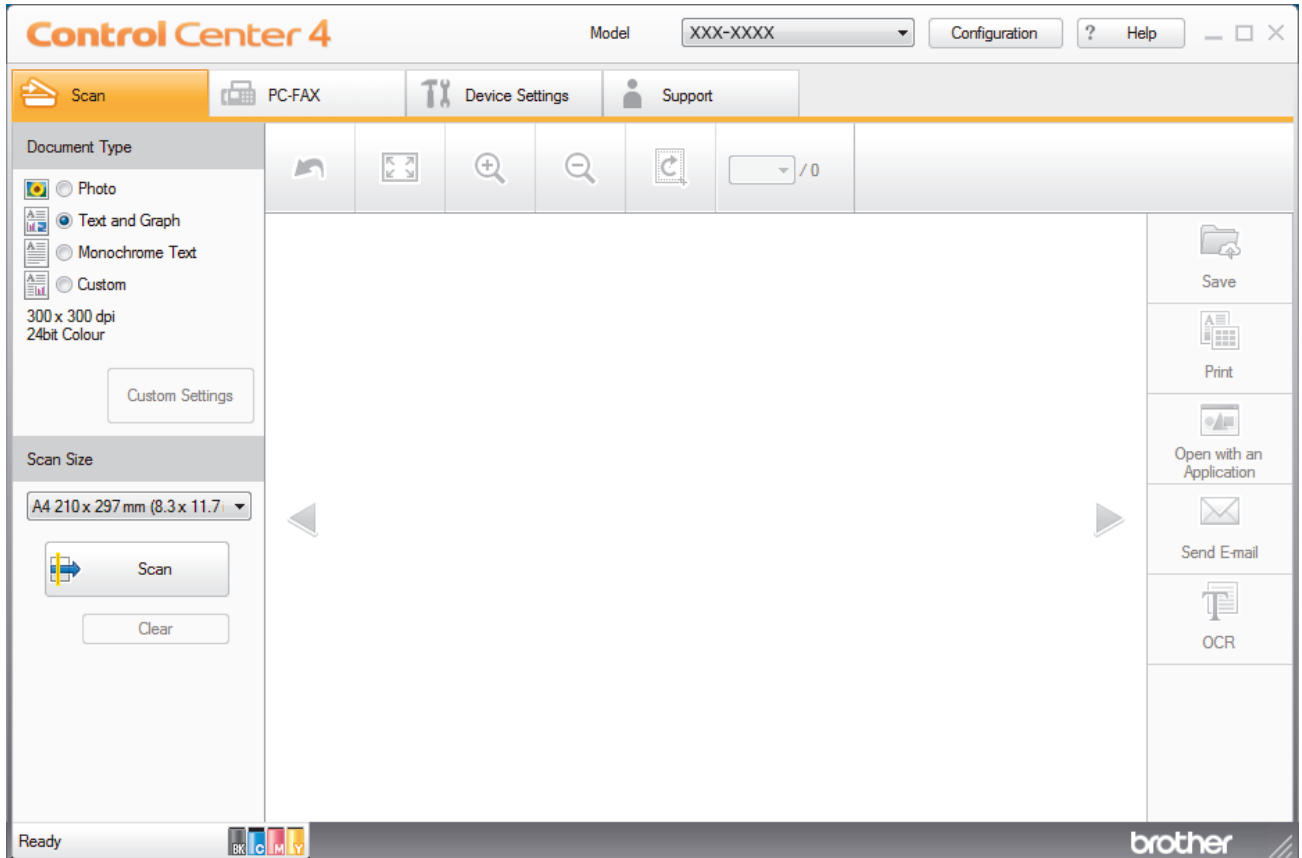 Control Center 4
Model
XXX-XXXX
Configuration
? Help
Scan
PC-FAX
Device Settings
Support
Document Type
Photo
Text and Graph
Monochrome Text
Custom
300 x 300 dpi
24bit Colour
Custom Settings
/ 0
Scan Size
A4 210 x 297 mm (8.3 x 11.7
Scan
Clear
Save
Print
Open with an
Application
Send E-mail
OCR
Ready
BK C M Y
brother